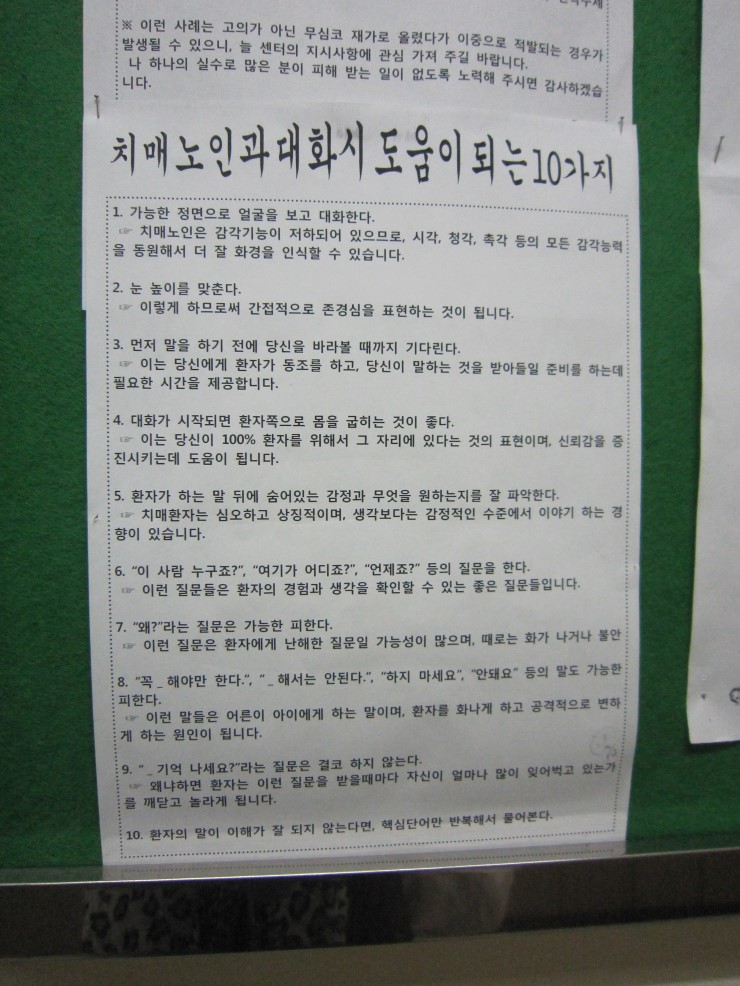 ※ 이런 사례는 고의가 아닌 무심코 재가로 올렸다가 이중으로 적발되는 경우가
발생될 수 있으니, 늘 센터의 지시사항에 관심 가져 주길 바랍니다.
나 하나의 실수로 많은 분이 피해 받는 일이 없도록 노력해 주시면 감사하겠습
니다.
치매노인과대화시도움이되는10가지
1. 가능한 정면으로 얼굴을 보고 대화한다.
☞ 치매노인은 감각기능이 저하되어 있으므로, 시각, 청각, 촉각 등의 모든 감각능력
을 동원해서 더 잘 화경을 인식할 수 있습니다.
2. 눈 높이를 맞춘다.
☞ 이렇게 하므로써 간접적으로 존경심을 표현하는 것이 됩니다.
3. 먼저 말을 하기 전에 당신을 바라볼 때까지 기다린다.
☞ 이는 당신에게 환자가 동조를 하고, 당신이 말하는 것을 받아들일 준비를 하는데
필요한 시간을 제공합니다.
4. 대화가 시작되면 환자쪽으로 몸을 굽히는 것이 좋다.
☞ 이는 당신이 100% 환자를 위해서 그 자리에 있다는 것의 표현이며, 신뢰감을 증
진시키는데 도움이 됩니다.
5. 환자가 하는 말 뒤에 숨어있는 감정과 무엇을 원하는지를 잘 파악한다.
☞ 치매환자는 심오하고 상징적이며, 생각보다는 감정적인 수준에서 이야기 하는 경
향이 있습니다.
6. "이 사람 누구죠?", "여기가 어디죠?", "언제죠?" 등의 질문을 한다.
☞ 이런 질문들은 환자의 경험과 생각을 확인할 수 있는 좋은 질문들입니다.
7. "왜?"라는 질문은 가능한 피한다.
☞ 이런 질문은 환자에게 난해한 질문일 가능성이 많으며, 때로는 화가 나거나 불안
8. "꼭 _ 해야만 한다.", " _ 해서는 안된다.", "하지 마세요", "안돼요" 등의 말도 가능한
피한다.
☞ 이런 말들은 어른이 아이에게 하는 말이며, 환자를 화나게 하고 공격적으로 변하
게 하는 원인이 됩니다.
9. " _ 기억 나세요?"라는 질문은 결코 하지 않는다.
☞ 왜냐하면 환자는 이런 질문을 받을때마다 자신이 얼마나 많이 잊어벅고 있는가
를 깨닫고 놀라게 됩니다.
10. 환자의 말이 이해가 잘 되지 않는다면, 핵심단어만 반복해서 물어본다.